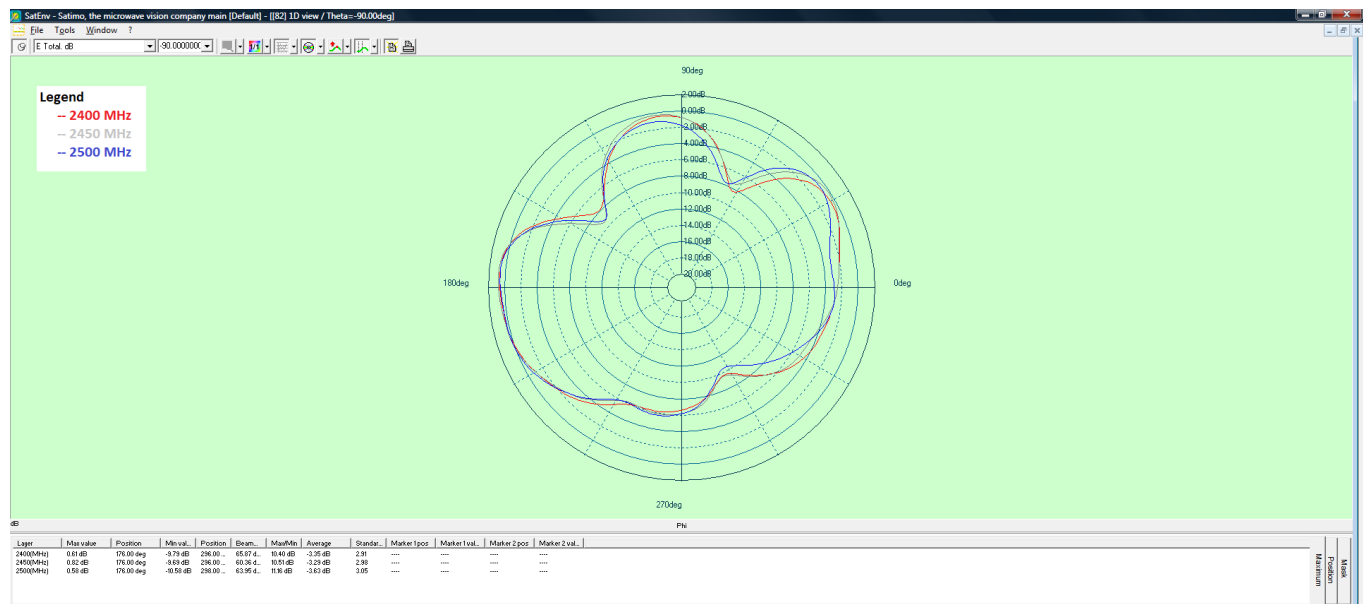 SatEnv - Satimo, the microwave vision company main [Default] - [[82] 1D view / Theta=-90.00deg]
File Tools Window ?
E Total. dB -90.0000000
Legend
-- 2400 MHz
-- 2450 MHz
-- 2500 MHz
90deg
2.00dB
0.00dB
-2.00dB
-4.00dB
-6.00dB
-8.00dB
-10.00dB
-12.00dB
-14.00dB
-16.00dB
-18.00dB
-20.00dB
180deg
0deg
270deg
dB Phi
Layer Max value Position Min val... Position Beam... Max/Min Average Standar... Marker 1 pos Marker 1 val... Marker 2 pos Marker 2 val...
2400(MHz) 0.61 dB 176.00 deg -9.79 dB 296.00 ... 65.87 d... 10.40 dB -3.35 dB 2.91 ---- ---- ---- ----
2450(MHz) 0.82 dB 176.00 deg -9.69 dB 296.00 ... 60.36 d... 10.51 dB -3.29 dB 2.98 ---- ---- ---- ----
2500(MHz) 0.58 dB 176.00 deg -10.58 dB 298.00 ... 63.95 d... 11.16 dB -3.63 dB 3.05 ---- ---- ---- ----
Maximum
Position
Mask